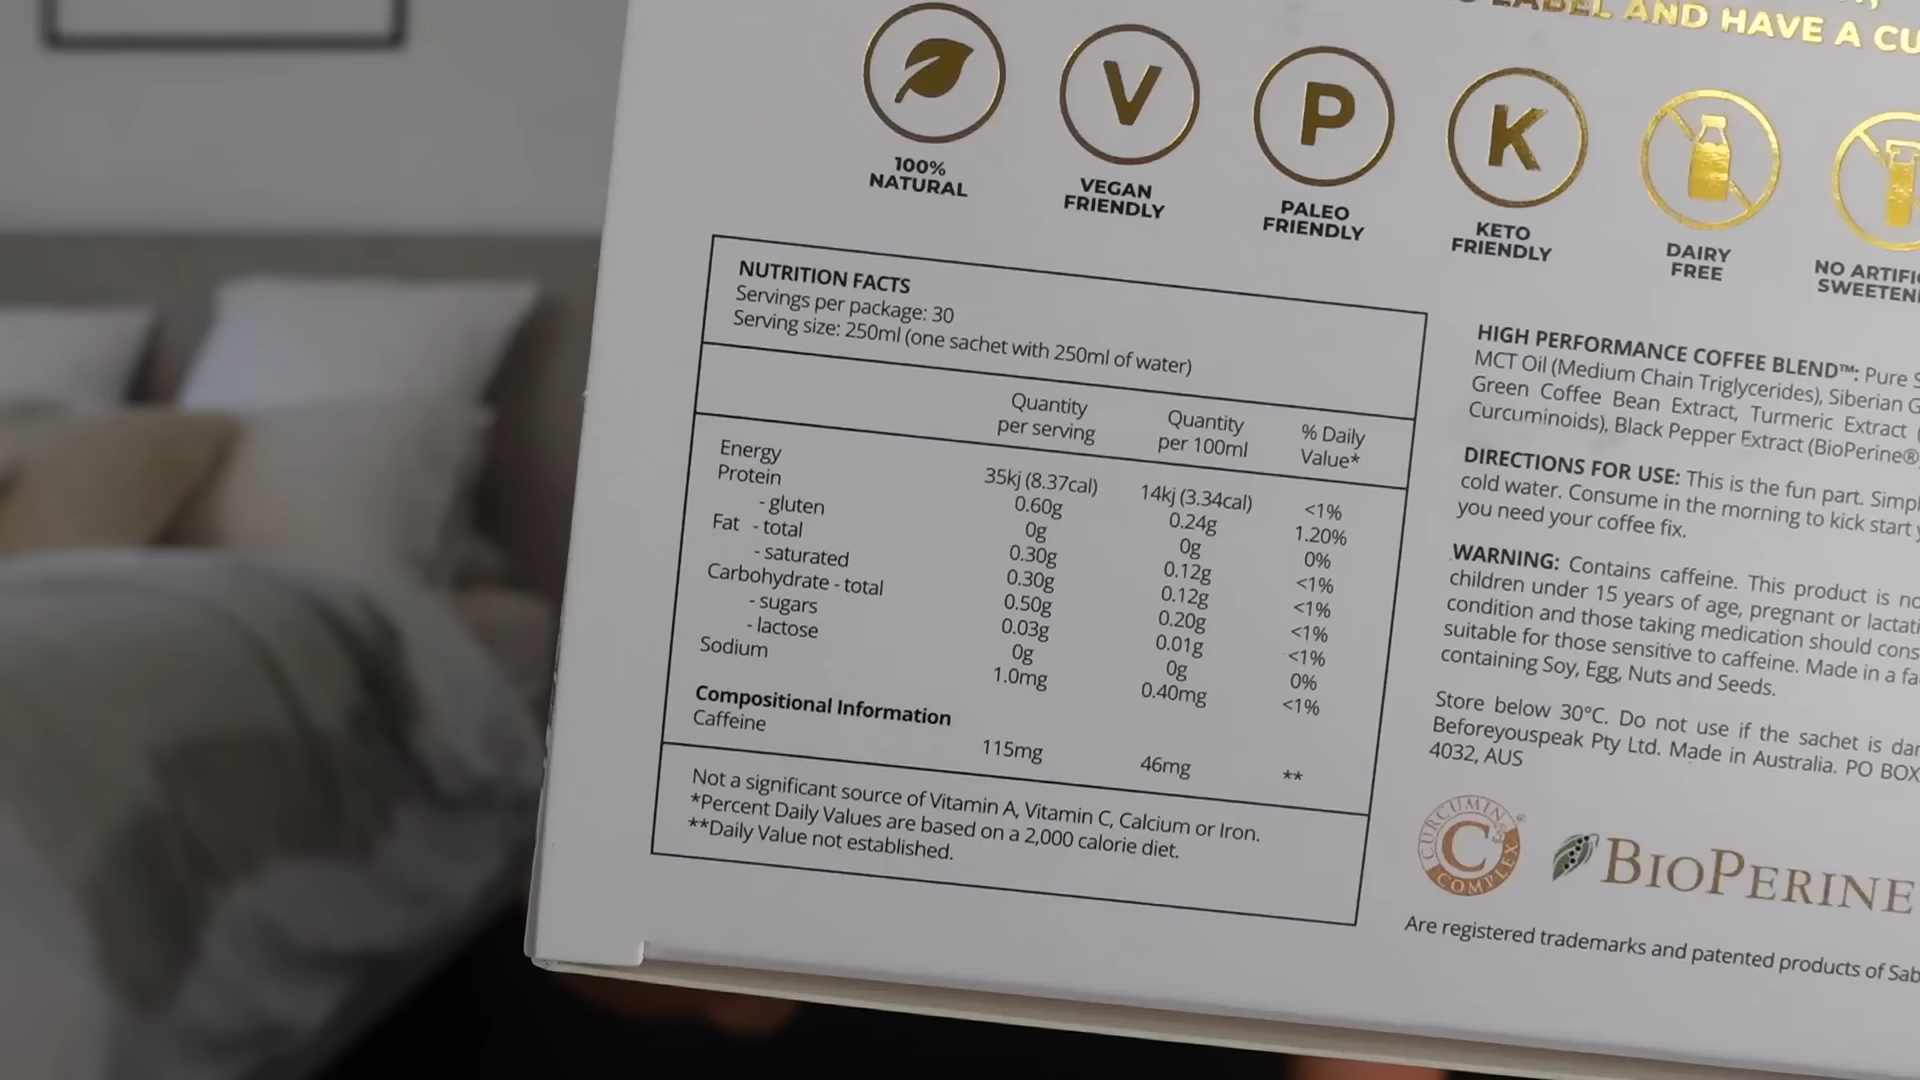 LABEL AND HAVE A CU
V
P
K
100%
NATURAL
VEGAN
FRIENDLY
PALEO
FRIENDLY
KETO
FRIENDLY
DAIRY
FREE
NO ARTIFI
SWEETEN
NUTRITION FACTS
Servings per package: 30
Serving size: 250ml (one sachet with 250ml of water)
Quantity per serving Quantity per 100ml % Daily Value*
Energy 35kj (8.37cal) 14kj (3.34cal) <1%
Protein 0.60g 0.24g 1.20%
- gluten 0g 0g 0%
Fat - total 0.30g 0.12g <1%
- saturated 0.30g 0.12g <1%
Carbohydrate - total 0.50g 0.20g <1%
- sugars 0.03g 0.01g <1%
- lactose 0g 0g 0%
Sodium 1.0mg 0.40mg <1%
Compositional Information
Caffeine 115mg 46mg **
Not a significant source of Vitamin A, Vitamin C, Calcium or Iron.
*Percent Daily Values are based on a 2,000 calorie diet.
**Daily Value not established.
HIGH PERFORMANCE COFFEE BLEND™: Pure S
MCT Oil (Medium Chain Triglycerides), Siberian G
Green Coffee Bean Extract, Turmeric Extract (
Curcuminoids), Black Pepper Extract (BioPerine®
DIRECTIONS FOR USE: This is the fun part. Simpl
cold water. Consume in the morning to kick start y
you need your coffee fix.
WARNING: Contains caffeine. This product is no
children under 15 years of age, pregnant or lactati
condition and those taking medication should cons
suitable for those sensitive to caffeine. Made in a fa
containing Soy, Egg, Nuts and Seeds.
Store below 30°C. Do not use if the sachet is dar
Beforeyouspeak Pty Ltd. Made in Australia. PO BOX
4032, AUS
CURCUMIN C3 COMPLEX®
BIOPERINE
Are registered trademarks and patented products of Sab